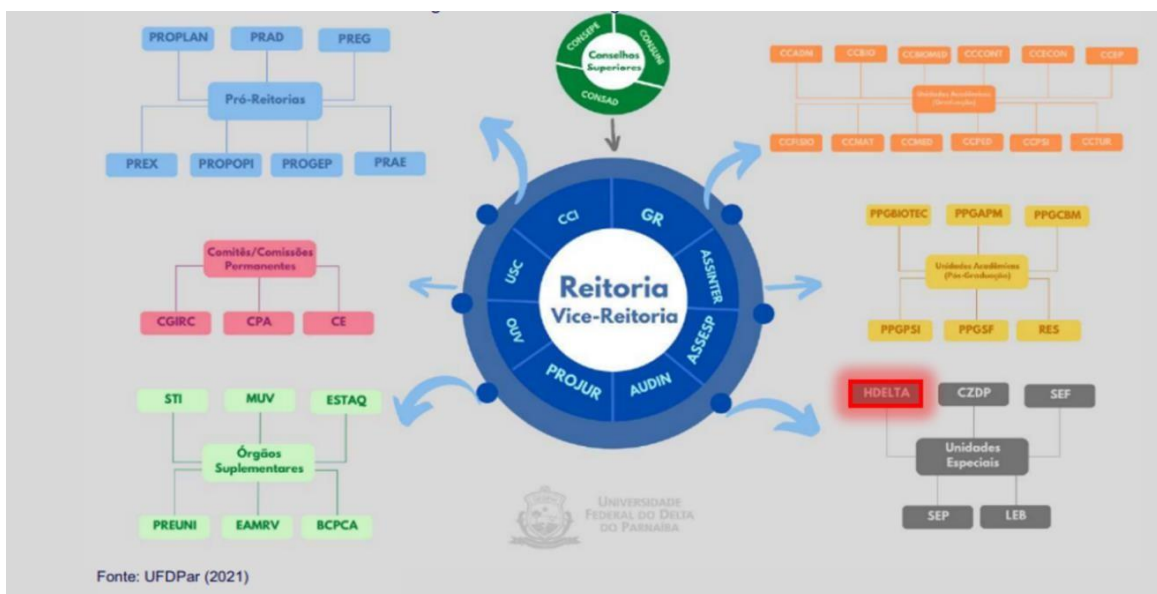 PROPLAN PRAD PREG
Pró-Reitorias
PREX PROPOPI PROGEP PRAE
CONSEPE
CONSUNI
CONSAD
Conselhos
Superiores
CCADM CCBIO CCBIOMED CCCONT CCECON CCEP
Unidades Acadêmicas
(Graduação)
CCFISIO CCMAT CCMED CCPED CCPSI CCTUR
Comitês/Comissões
Permanentes
CGIRC CPA CE
CCI
GR
ASSINTER
ASSESP
AUDIN
PROJUR
OUV
USC
Reitoria
Vice-Reitoria
PPGBIOTEC PPGAPM PPGCBM
Unidades Acadêmicas
(Pós-Graduação)
PPGPSI PPGSF RES
STI MUV ESTAQ
Órgãos
Suplementares
PREUNI EAMRV BCPCA
HDELTA CZDP SEF
Unidades
Especiais
SEP LEB
UNIVERSIDADE
FEDERAL DO DELTA
DO PARNAÍBA
Fonte: UFDPar (2021)